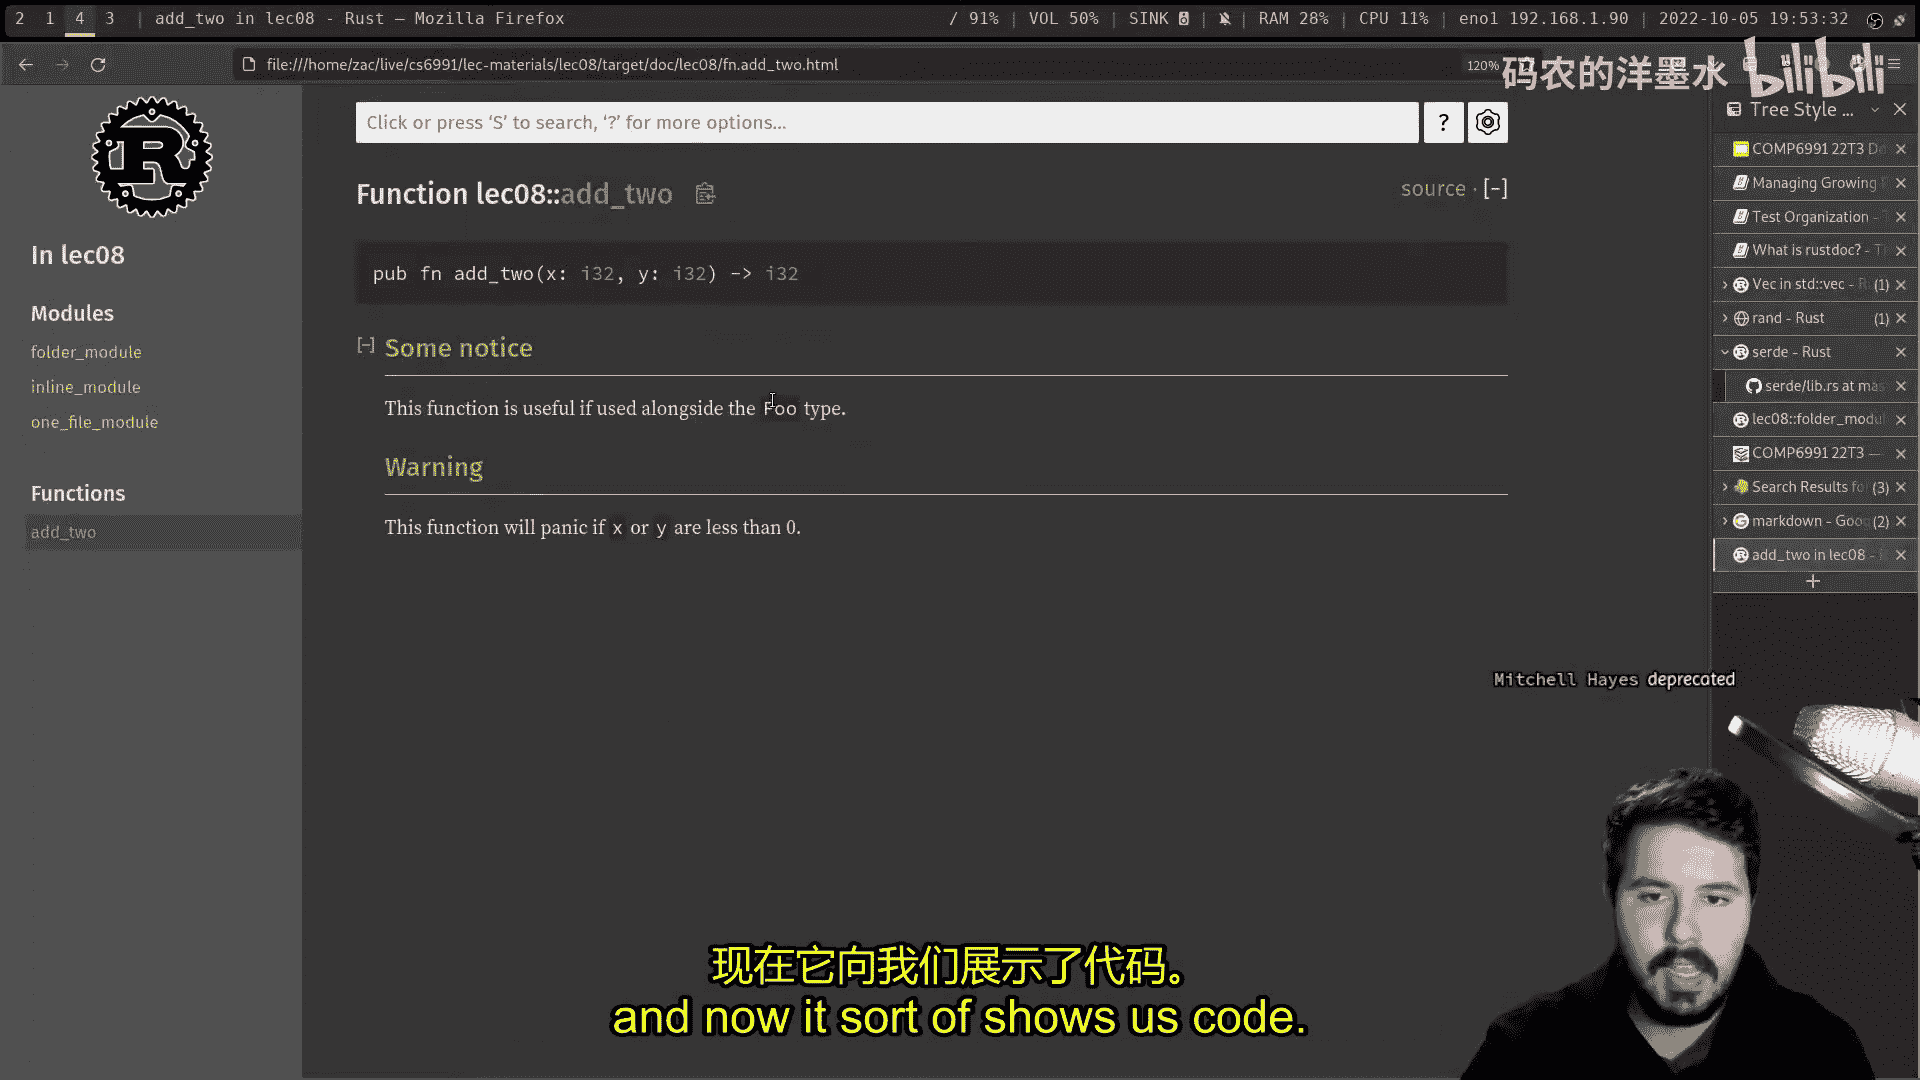 2 1 4 3 | add_two in lec08 - Rust — Mozilla Firefox
/ 91% | VOL 50% | SINK | | RAM 28% | CPU 11% | eno1 192.168.1.90 | 2022-10-05 19:53:32
file:///home/zac/live/cs6991/lec-materials/lec08/target/doc/lec08/fn.add_two.html
120%
码农的洋墨水 bilibili
Click or press ‘S’ to search, ‘?’ for more options…
?
In lec08
Modules
folder_module
inline_module
one_file_module
Functions
add_two
Function lec08::add_two
source · [-]
pub fn add_two(x: i32, y: i32) -> i32
[-] Some notice
This function is useful if used alongside the Foo type.
Warning
This function will panic if x or y are less than 0.
Tree Style ...
COMP6991 22T3
Managing Growing
Test Organization -
What is rustdoc? -
Vec in std::vec - (1)
rand - Rust (1)
serde - Rust
serde/lib.rs at mas
lec08::folder_modul
COMP6991 22T3 —
Search Results fo (3)
markdown - Goo (2)
add_two in lec08 -
+
Mitchell Hayes deprecated
现在它向我们展示了代码。
and now it sort of shows us code.